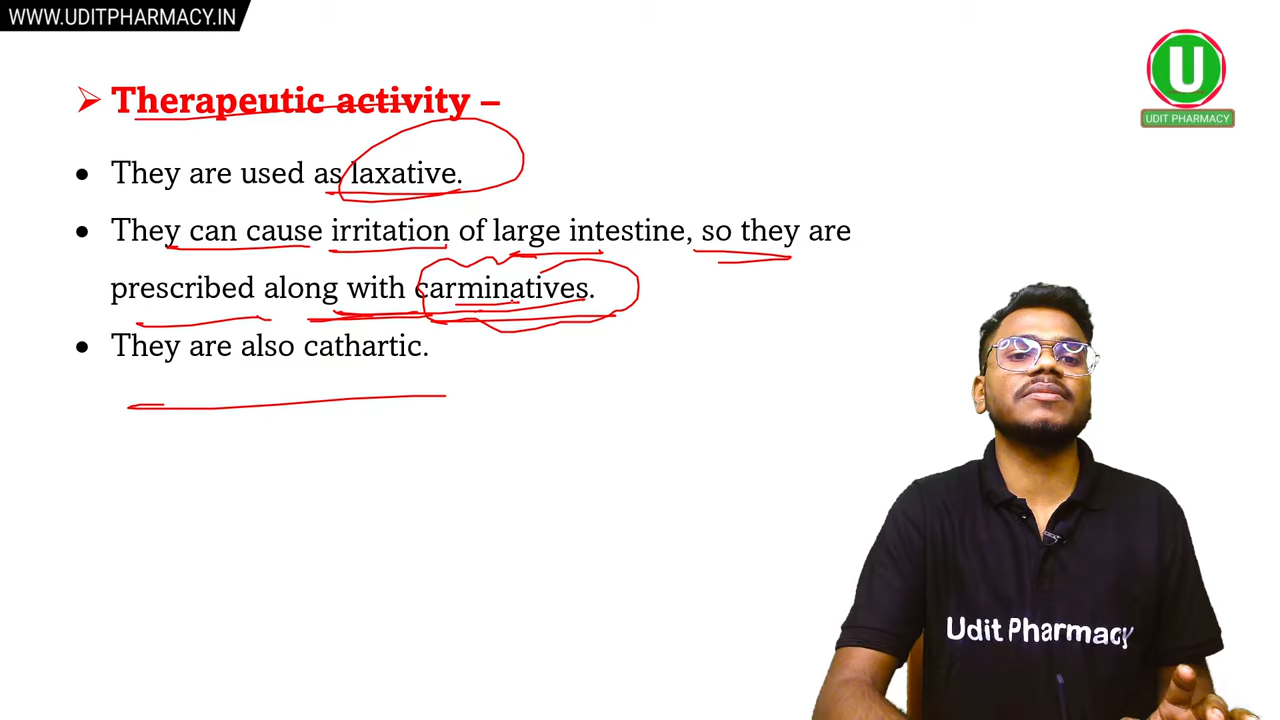 WWW.UDITPHARMACY.IN
U
UDIT PHARMACY
➢ Therapeutic activity –
• They are used as laxative.
• They can cause irritation of large intestine, so they are
prescribed along with carminatives.
• They are also cathartic.
Udit Pharmacy